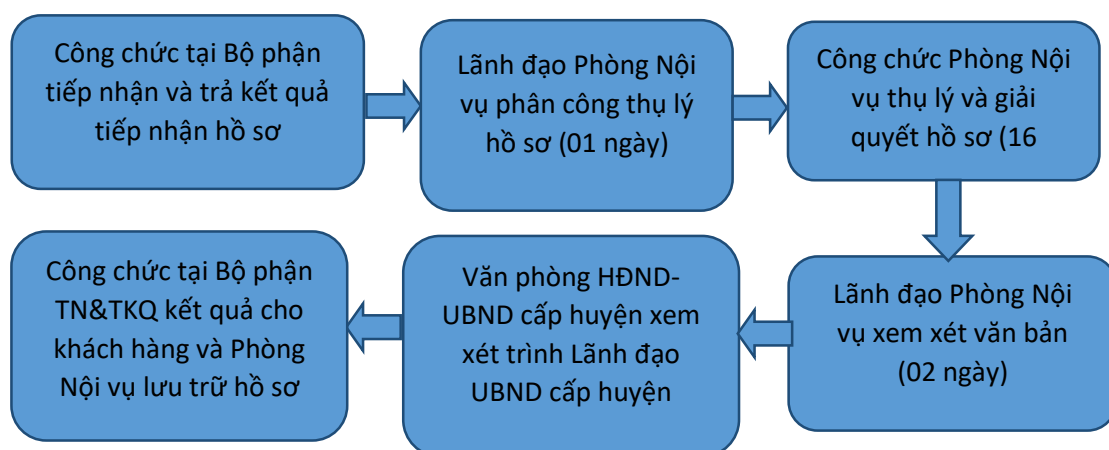 Công chức tại Bộ phận
tiếp nhận và trả kết quả
tiếp nhận hồ sơ
Lãnh đạo Phòng Nội
vụ phân công thụ lý
hồ sơ (01 ngày)
Công chức Phòng Nội
vụ thụ lý và giải
quyết hồ sơ (16
Lãnh đạo Phòng Nội
vụ xem xét văn bản
(02 ngày)
Văn phòng HĐND-
UBND cấp huyện xem
xét trình Lãnh đạo
UBND cấp huyện
Công chức tại Bộ phận
TN&TKQ kết quả cho
khách hàng và Phòng
Nội vụ lưu trữ hồ sơ